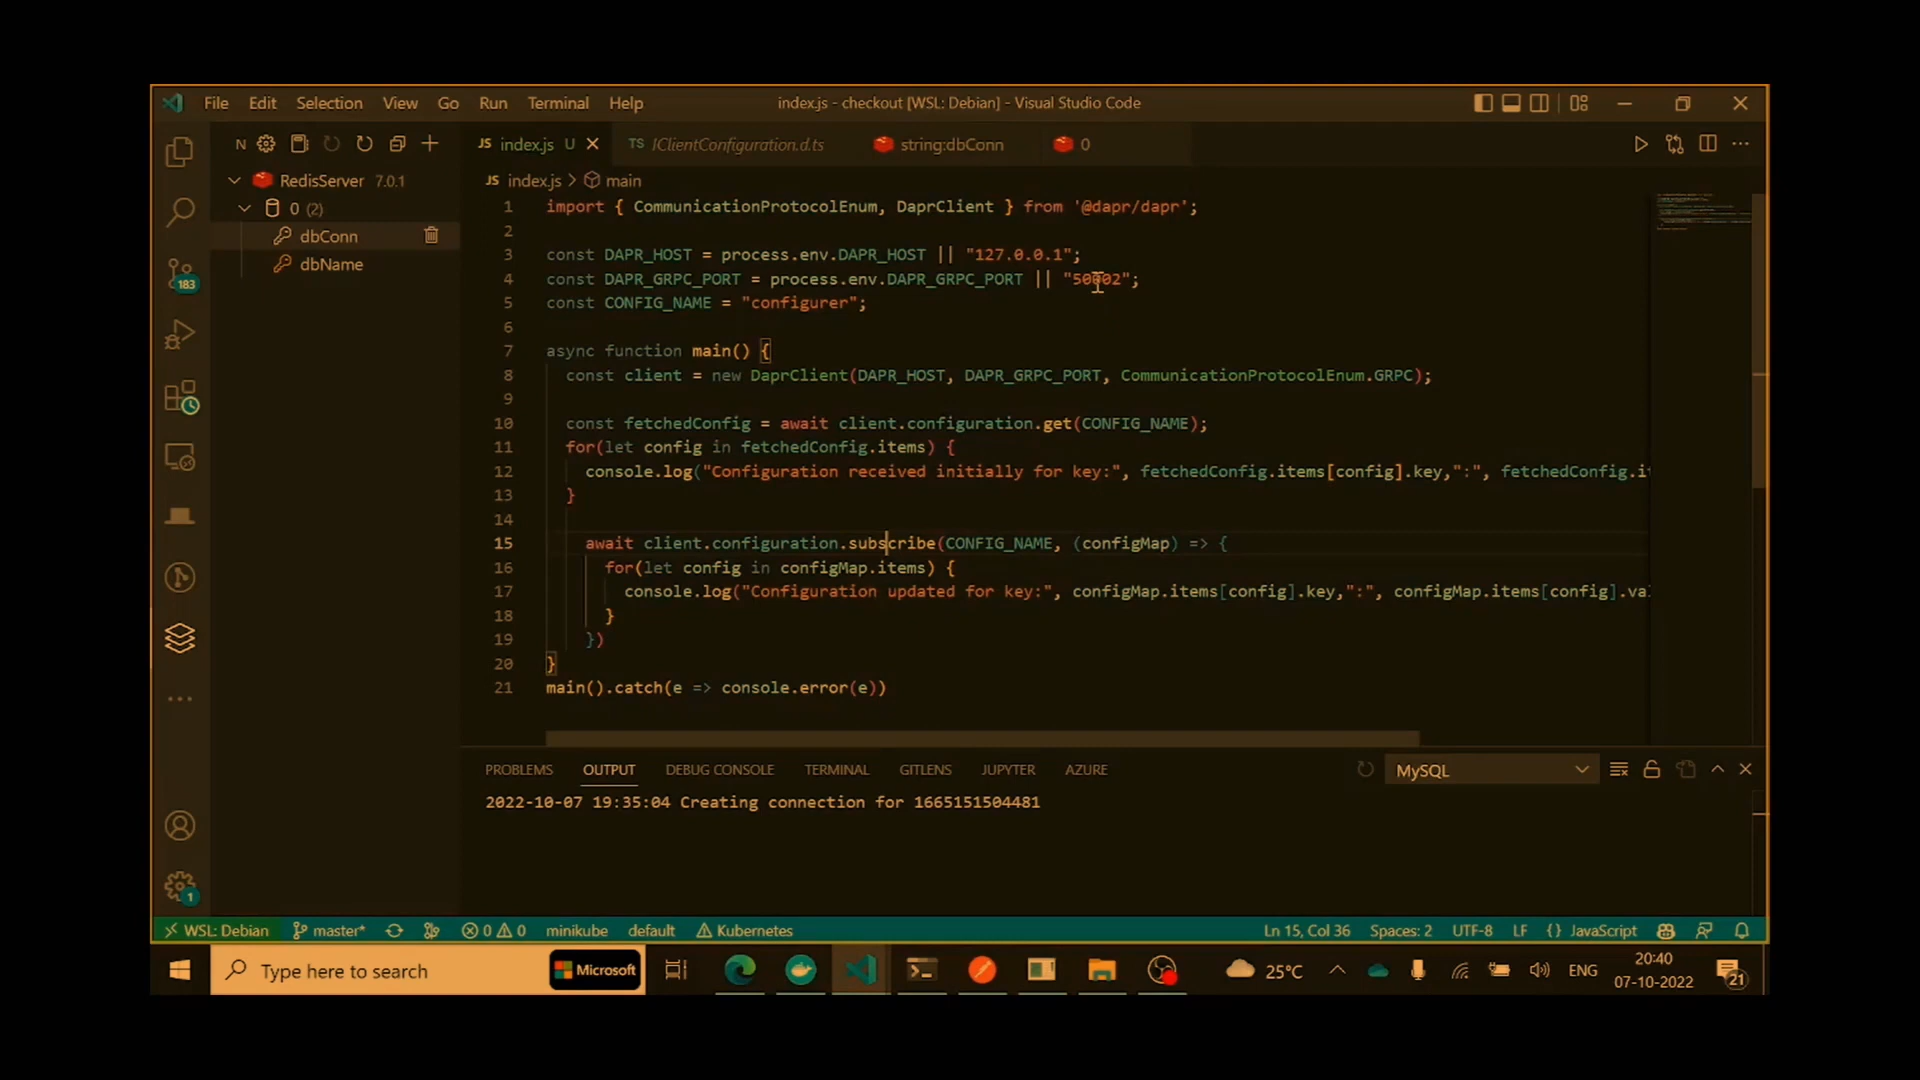 File Edit Selection View Go Run Terminal Help
index.js - checkout [WSL: Debian] - Visual Studio Code
N
JS index.js U
TS IClientConfiguration.d.ts
string:dbConn
0
RedisServer 7.0.1
0 (2)
dbConn
dbName
183
1
JS index.js > main
1 import { CommunicationProtocolEnum, DaprClient } from '@dapr/dapr';
2
3 const DAPR_HOST = process.env.DAPR_HOST || "127.0.0.1";
4 const DAPR_GRPC_PORT = process.env.DAPR_GRPC_PORT || "50002";
5 const CONFIG_NAME = "configurer";
6
7 async function main() {
8 const client = new DaprClient(DAPR_HOST, DAPR_GRPC_PORT, CommunicationProtocolEnum.GRPC);
9
10 const fetchedConfig = await client.configuration.get(CONFIG_NAME);
11 for(let config in fetchedConfig.items) {
12 console.log("Configuration received initially for key:", fetchedConfig.items[config].key,":", fetchedConfig.it
13 }
14
15 await client.configuration.subscribe(CONFIG_NAME, (configMap) => {
16 for(let config in configMap.items) {
17 console.log("Configuration updated for key:", configMap.items[config].key,":", configMap.items[config].va
18 }
19 })
20 }
21 main().catch(e => console.error(e))
PROBLEMS OUTPUT DEBUG CONSOLE TERMINAL GITLENS JUPYTER AZURE
MySQL
2022-10-07 19:35:04 Creating connection for 1665151504481
WSL: Debian master* 0 0 minikube default Kubernetes
Ln 15, Col 36 Spaces: 2 UTF-8 LF {} JavaScript
Type here to search
Microsoft
25°C
ENG
20:40
07-10-2022
21